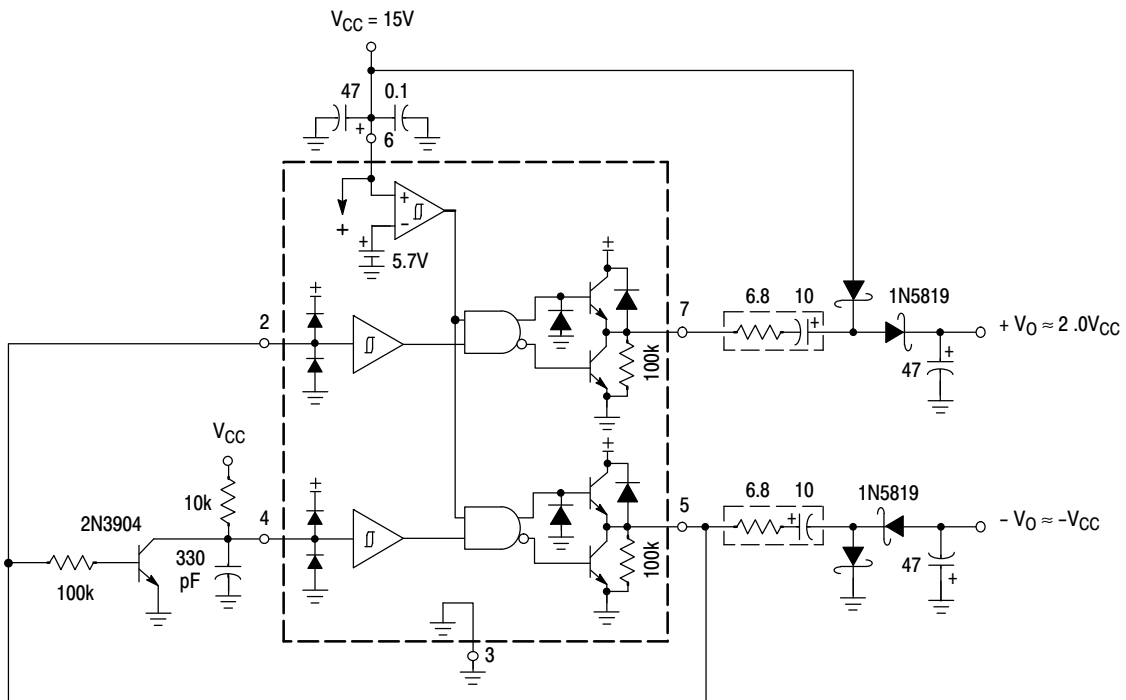 VCC = 15V
47
0.1
+
6
+
+
-
5.7V
+
+
2
7
6.8
10
+
1N5819
+ VO ≈ 2 .0VCC
100k
47
+
VCC
10k
+
+
2N3904
4
5
6.8
10
+
1N5819
- VO ≈ -VCC
330
pF
100k
100k
47
+
3